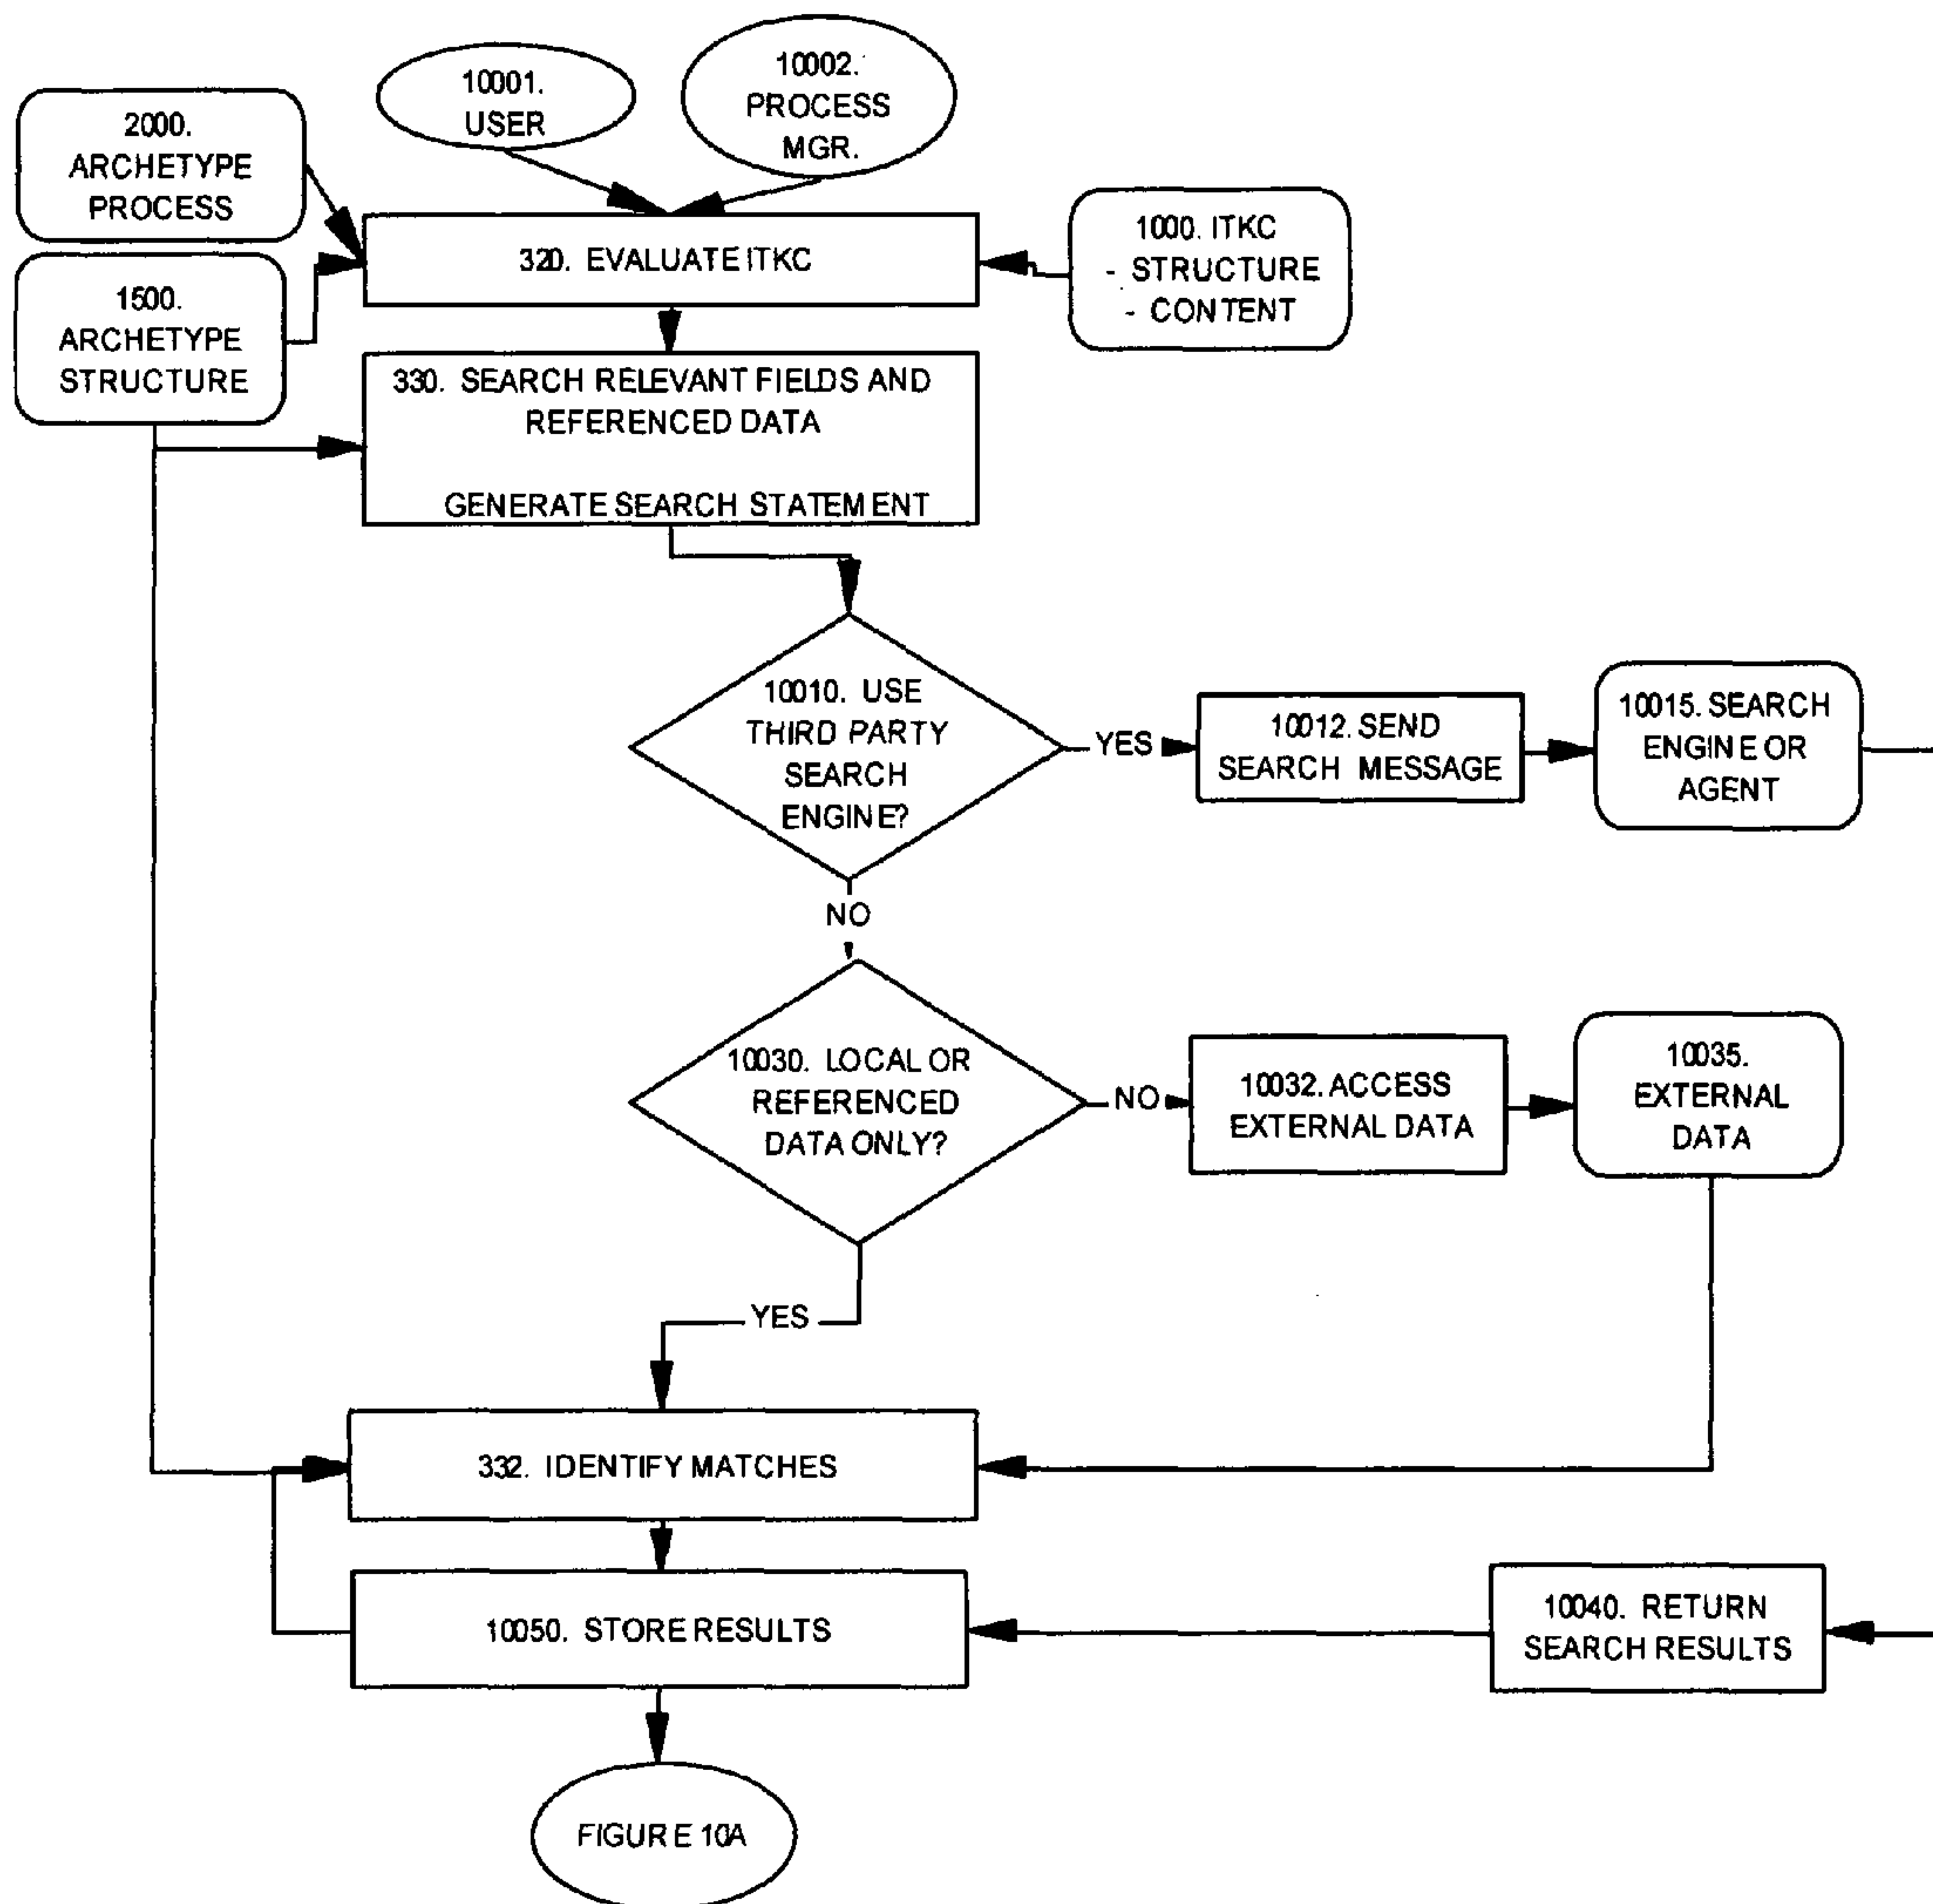 10001.
USER
10002.
PROCESS
MGR.
2000.
ARCHETYPE
PROCESS
320. EVALUATE ITKC
1000. ITKC
- STRUCTURE
- CONTENT
1500.
ARCHETYPE
STRUCTURE
330. SEARCH RELEVANT FIELDS AND
REFERENCED DATA
GENERATE SEARCH STATEMENT
10010. USE
THIRD PARTY
SEARCH
ENGINE?
YES
10012. SEND
SEARCH MESSAGE
10015. SEARCH
ENGINE OR
AGENT
NO
10030. LOCAL OR
REFERENCED
DATA ONLY?
NO
10032. ACCESS
EXTERNAL DATA
10035.
EXTERNAL
DATA
YES
332. IDENTIFY MATCHES
10050. STORE RESULTS
10040. RETURN
SEARCH RESULTS
FIGURE 10A